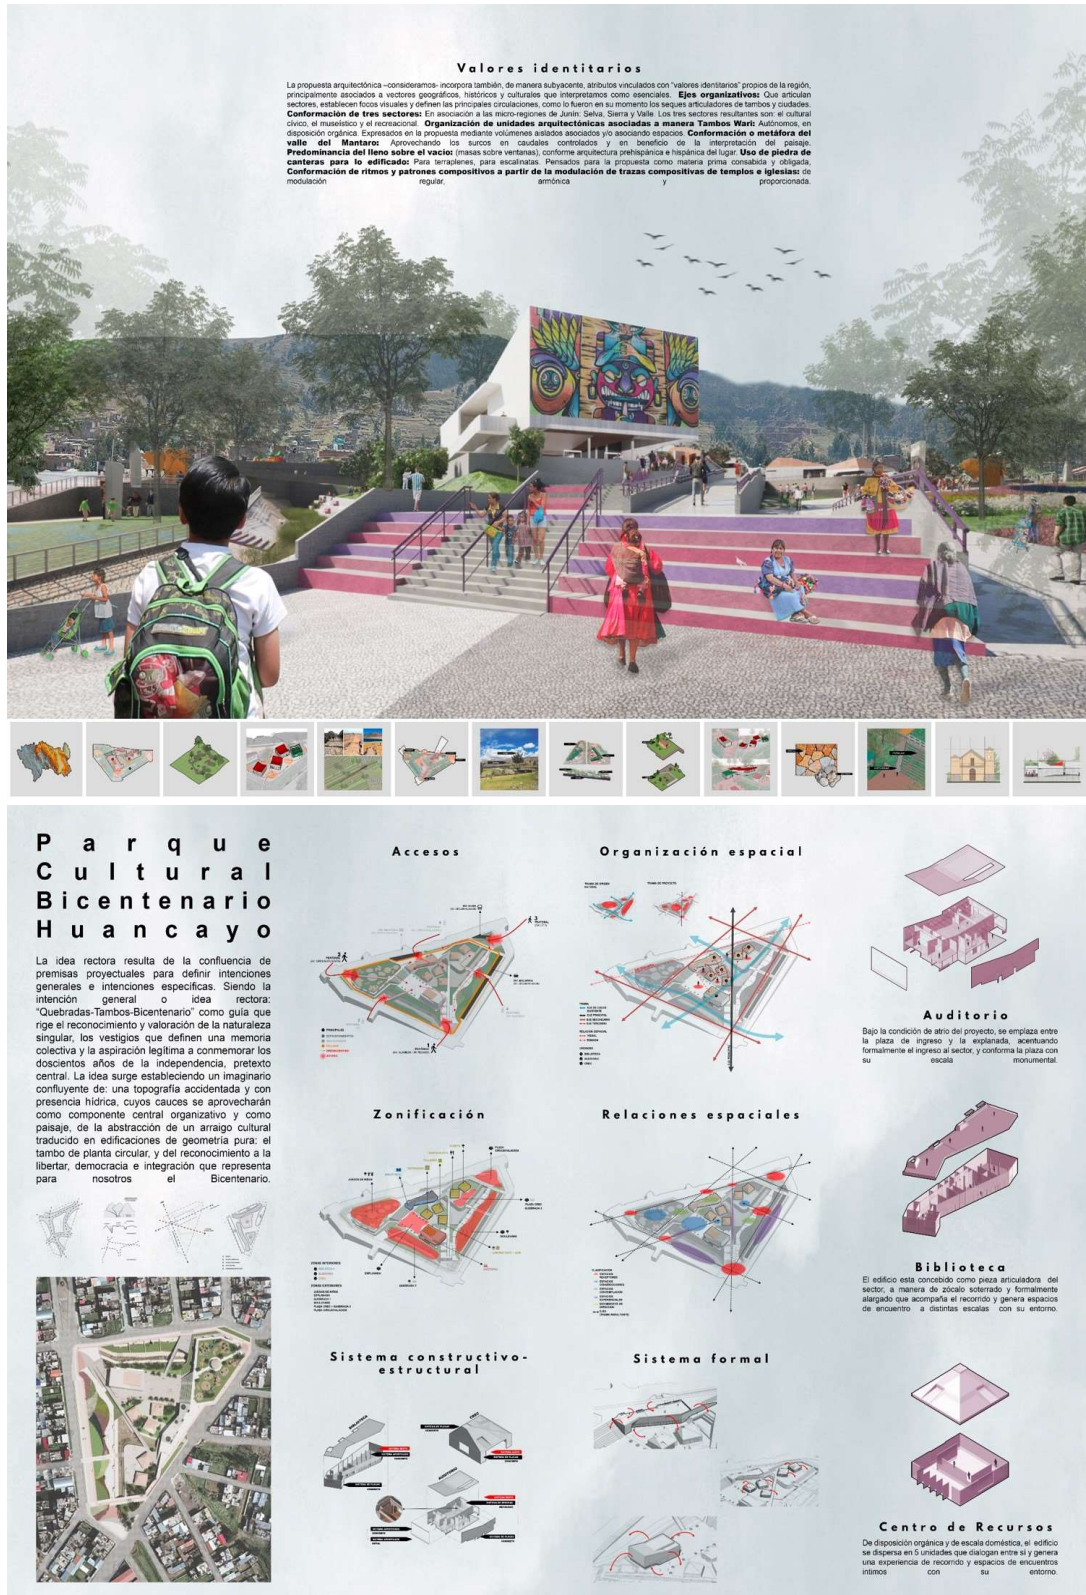 Valores identitarios
La propuesta arquitectónica –consideramos- incorpora también, de manera subyacente, atributos vinculados con "valores identitarios" propios de la región,
principalmente asociados a vectores geográficos, históricos y culturales que interpretamos como esenciales. Ejes organizativos: Que articulan
sectores, establecen focos visuales y definen las principales circulaciones, como lo fueron en su momento los seques articuladores de tambos y ciudades.
Conformación de tres sectores: En asociación a las micro-regiones de Junín: Selva, Sierra y Valle. Los tres sectores resultantes son: el cultural
cívico, el museístico y el recreacional. Organización de unidades arquitectónicas asociadas a manera Tambos Wari: Autónomos, en
disposición orgánica. Expresados en la propuesta mediante volúmenes aislados asociados y/o asociando espacios. Conformación o metáfora del
valle del Mantaro: Aprovechando los surcos en caudales controlados y en beneficio de la interpretación del paisaje.
Predominancia del lleno sobre el vacío: (masas sobre ventanas), conforme arquitectura prehispánica e hispánica del lugar. Uso de piedra de
canteras para lo edificado: Para terraplenes, para escalinatas. Pensados para la propuesta como materia prima consabida y obligada,
Conformación de ritmos y patrones compositivos a partir de la modulación de trazas compositivas de templos e iglesias: de
modulación regular, armónica y proporcionada.
Parque
Cultural
Bicentenario
Huancayo
La idea rectora resulta de la confluencia de
premisas proyectuales para definir intenciones
generales e intenciones específicas. Siendo la
intención general o idea rectora:
"Quebradas-Tambos-Bicentenario" como guía que
rige el reconocimiento y valoración de la naturaleza
singular, los vestigios que definen una memoria
colectiva y la aspiración legítima a conmemorar los
doscientos años de la independencia, pretexto
central. La idea surge estableciendo un imaginario
confluyente de: una topografía accidentada y con
presencia hídrica, cuyos cauces se aprovecharán
como componente central organizativo y como
paisaje, de la abstracción de un arraigo cultural
traducido en edificaciones de geometría pura: el
tambo de planta circular, y del reconocimiento a la
libertar, democracia e integración que representa
para nosotros el Bicentenario.
Accesos
Organización espacial
Zonificación
Relaciones espaciales
Sistema constructivo-
estructural
BIBLIOTECA
CREC
AUDITORIO
Sistema formal
Auditorio
Bajo la condición de atrio del proyecto, se emplaza entre
la plaza de ingreso y la explanada, acentuando
formalmente el ingreso al sector, y conforma la plaza con
su escala monumental.
Biblioteca
El edificio esta concebido como pieza articuladora del
sector, a manera de zócalo soterrado y formalmente
alargado que acompaña el recorrido y genera espacios
de encuentro a distintas escalas con su entorno.
Centro de Recursos
De disposición orgánica y de escala doméstica, el edificio
se dispersa en 5 unidades que dialogan entre sí y genera
una experiencia de recorrido y espacios de encuentros
íntimos con su entorno.